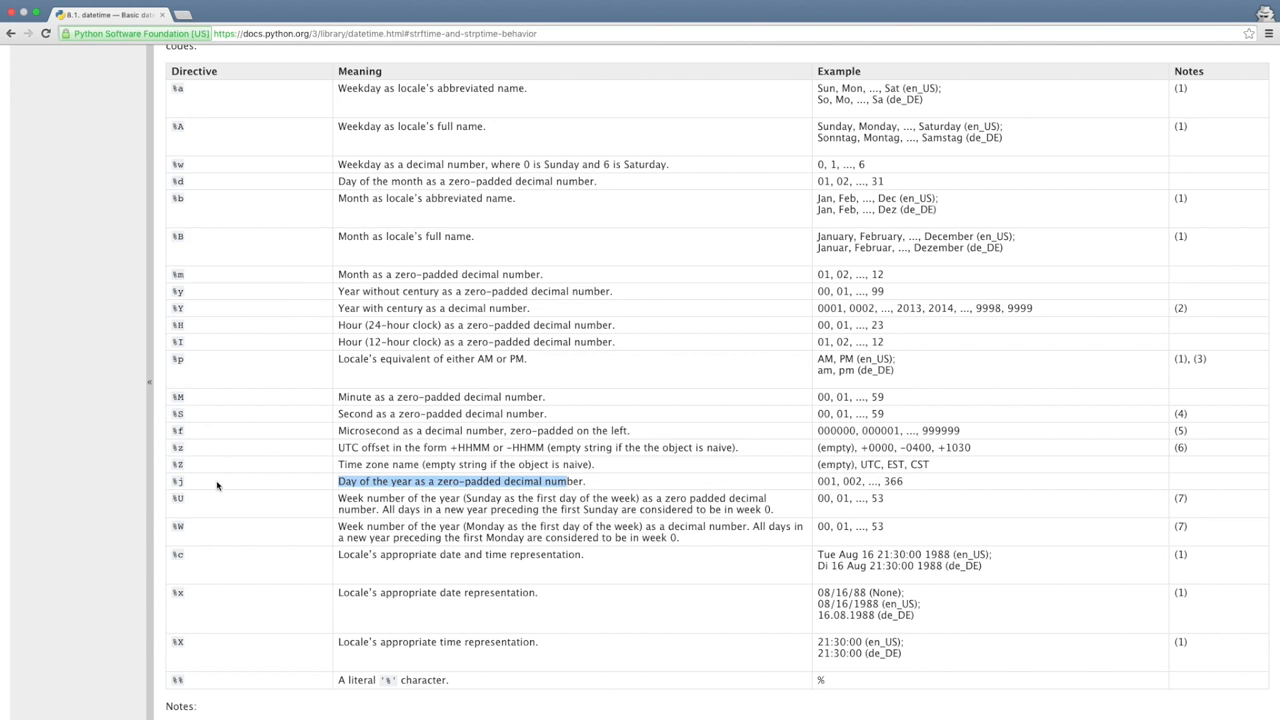 8.1. datetime — Basic dat
Python Software Foundation [US] https://docs.python.org/3/library/datetime.html#strftime-and-strptime-behavior
codes.
Directive Meaning Example Notes
%a Weekday as locale's abbreviated name. Sun, Mon, ..., Sat (en_US); (1)
So, Mo, ..., Sa (de_DE)
%A Weekday as locale's full name. Sunday, Monday, ..., Saturday (en_US); (1)
Sonntag, Montag, ..., Samstag (de_DE)
%w Weekday as a decimal number, where 0 is Sunday and 6 is Saturday. 0, 1, ..., 6
%d Day of the month as a zero-padded decimal number. 01, 02, ..., 31
%b Month as locale's abbreviated name. Jan, Feb, ..., Dec (en_US); (1)
Jan, Feb, ..., Dez (de_DE)
%B Month as locale's full name. January, February, ..., December (en_US); (1)
Januar, Februar, ..., Dezember (de_DE)
%m Month as a zero-padded decimal number. 01, 02, ..., 12
%y Year without century as a zero-padded decimal number. 00, 01, ..., 99
%Y Year with century as a decimal number. 0001, 0002, ..., 2013, 2014, ..., 9998, 9999 (2)
%H Hour (24-hour clock) as a zero-padded decimal number. 00, 01, ..., 23
%I Hour (12-hour clock) as a zero-padded decimal number. 01, 02, ..., 12
%p Locale's equivalent of either AM or PM. AM, PM (en_US); (1), (3)
am, pm (de_DE)
%M Minute as a zero-padded decimal number. 00, 01, ..., 59
%S Second as a zero-padded decimal number. 00, 01, ..., 59 (4)
%f Microsecond as a decimal number, zero-padded on the left. 000000, 000001, ..., 999999 (5)
%z UTC offset in the form +HHMM or -HHMM (empty string if the the object is naive). (empty), +0000, -0400, +1030 (6)
%Z Time zone name (empty string if the object is naive). (empty), UTC, EST, CST
%j Day of the year as a zero-padded decimal number. 001, 002, ..., 366
%U Week number of the year (Sunday as the first day of the week) as a zero padded decimal 00, 01, ..., 53 (7)
number. All days in a new year preceding the first Sunday are considered to be in week 0.
%W Week number of the year (Monday as the first day of the week) as a decimal number. All days in 00, 01, ..., 53 (7)
a new year preceding the first Monday are considered to be in week 0.
%c Locale's appropriate date and time representation. Tue Aug 16 21:30:00 1988 (en_US); (1)
Di 16 Aug 21:30:00 1988 (de_DE)
%x Locale's appropriate date representation. 08/16/88 (None); (1)
08/16/1988 (en_US);
16.08.1988 (de_DE)
%X Locale's appropriate time representation. 21:30:00 (en_US); (1)
21:30:00 (de_DE)
%% A literal '%' character. %
Notes: